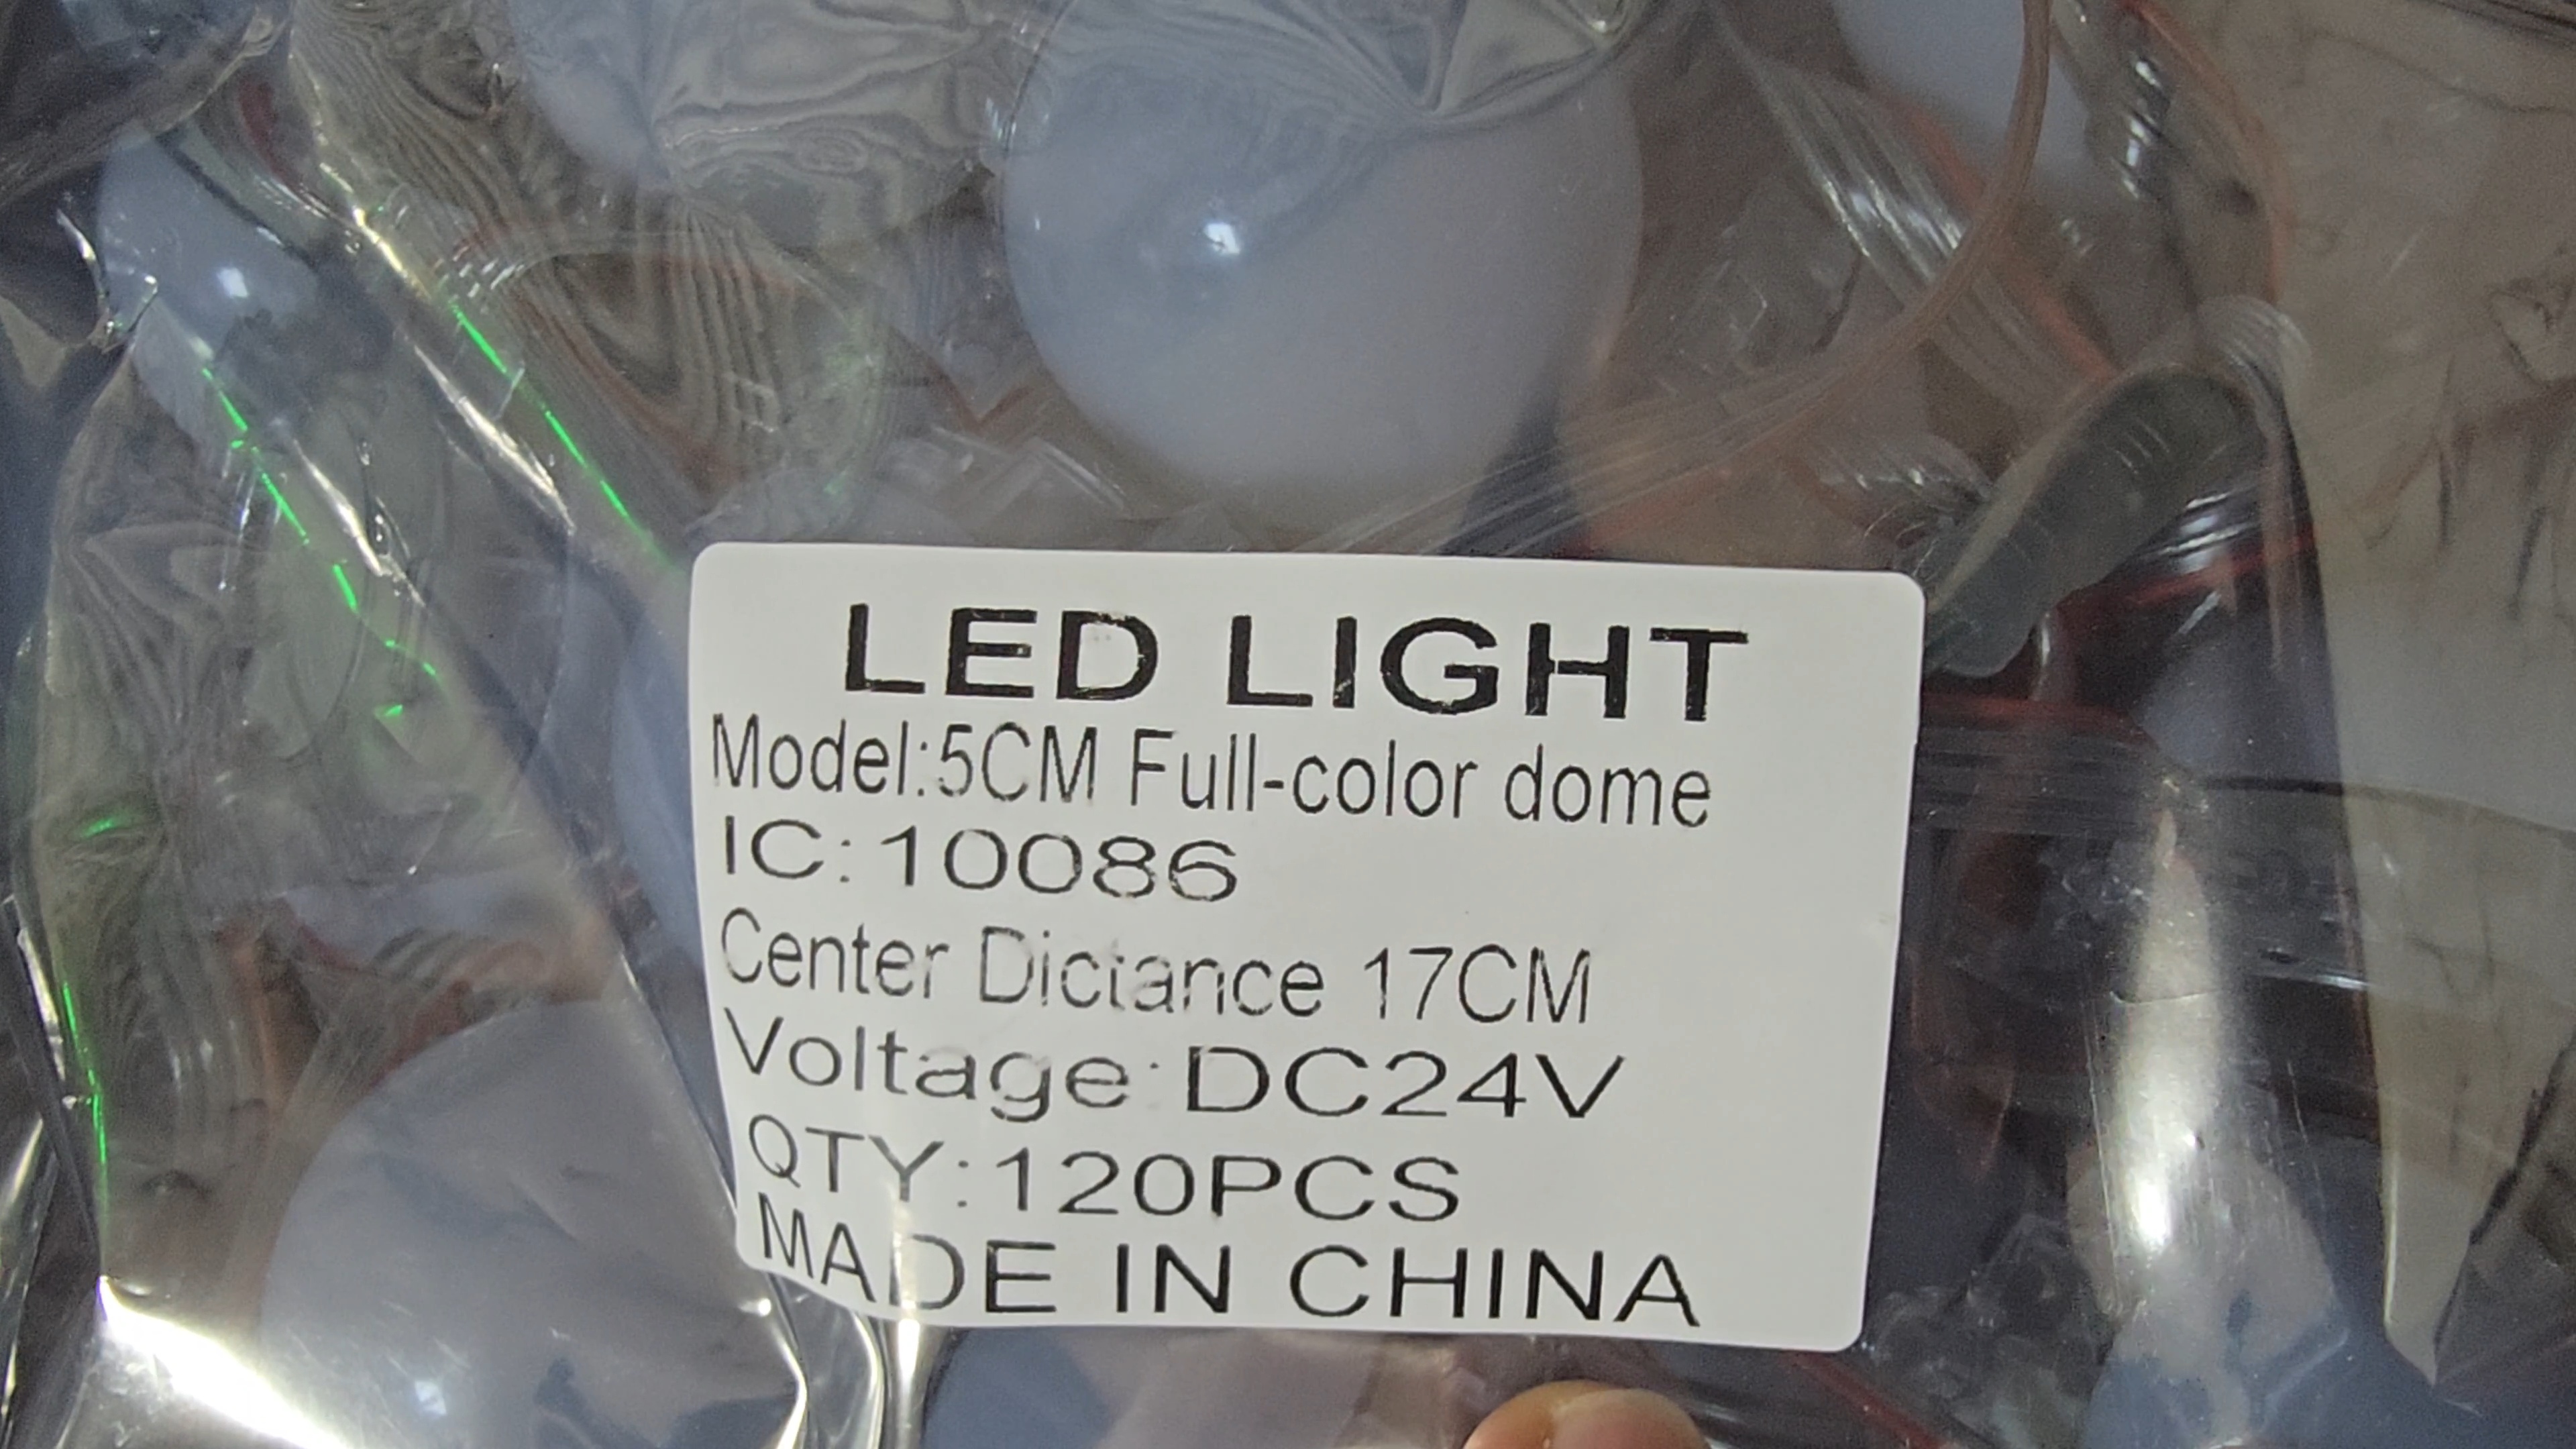 LED LIGHT
Model:5CM Full-color dome
IC:10086
Center Dictance 17CM
Voltage:DC24V
QTY:120PCS
MADE IN CHINA